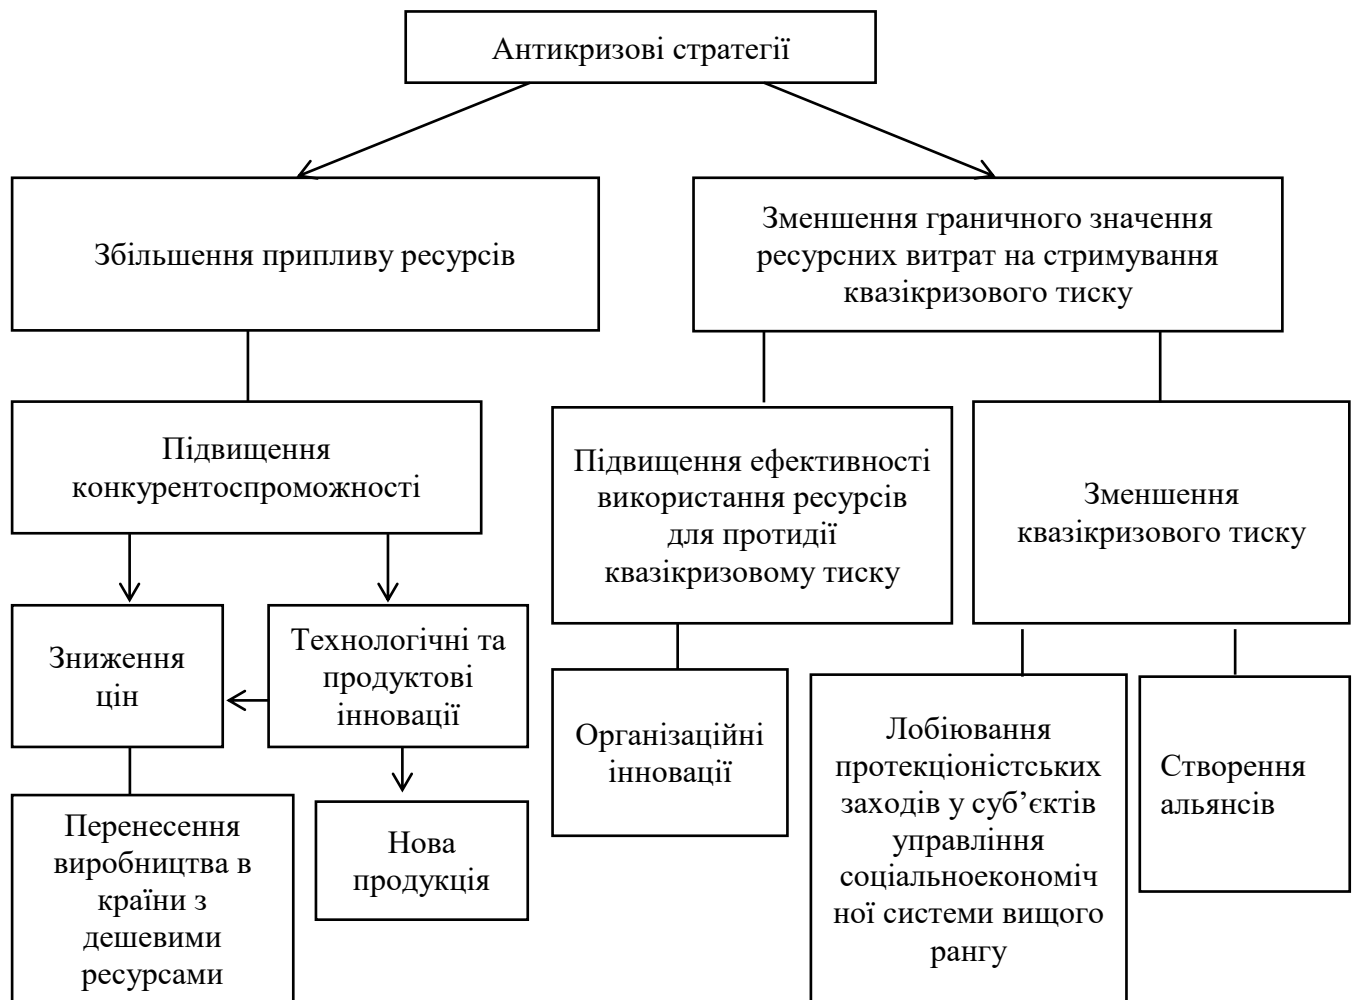 Антикризові стратегії
Збільшення припливу ресурсів
Зменшення граничного значення
ресурсних витрат на стримування
квазікризового тиску
Підвищення
конкурентоспроможності
Підвищення ефективності
використання ресурсів
для протидії
квазікризовому тиску
Зменшення
квазікризового тиску
Зниження
цін
Технологічні та
продуктові
інновації
Організаційні
інновації
Лобіювання
протекціоністських
заходів у суб’єктів
управління
соціальноекономіч
ної системи вищого
рангу
Створення
альянсів
Перенесення
виробництва в
країни з
дешевими
ресурсами
Нова
продукція